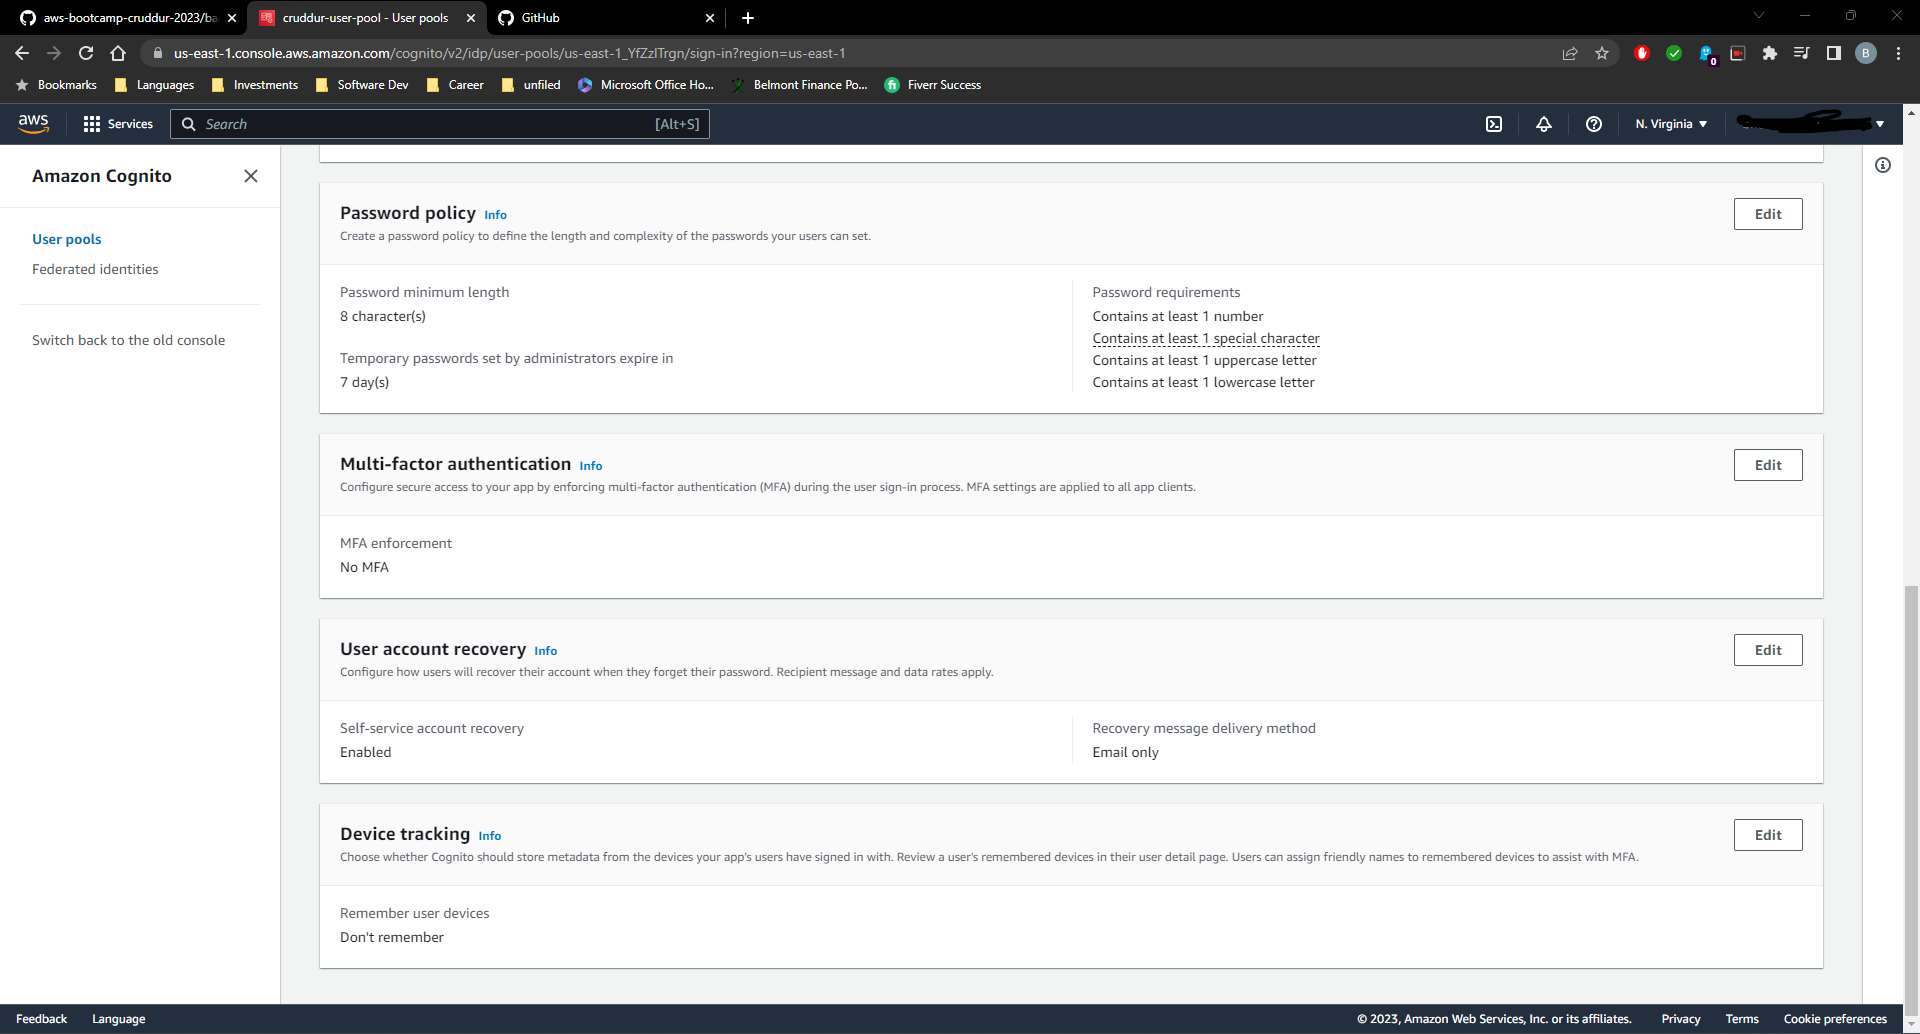 aws-bootcamp-cruddur-2023/ba
cruddur-user-pool - User pools
GitHub
us-east-1.console.aws.amazon.com/cognito/v2/idp/user-pools/us-east-1_YfZzlTrgn/sign-in?region=us-east-1
0
B
Bookmarks
Languages
Investments
Software Dev
Career
unfiled
Microsoft Office Ho...
Belmont Finance Po...
Fiverr Success
aws
Services
Search
[Alt+S]
N. Virginia
Amazon Cognito
User pools
Federated identities
Switch back to the old console
Password policy Info
Edit
Create a password policy to define the length and complexity of the passwords your users can set.
Password minimum length
8 character(s)
Temporary passwords set by administrators expire in
7 day(s)
Password requirements
Contains at least 1 number
Contains at least 1 special character
Contains at least 1 uppercase letter
Contains at least 1 lowercase letter
Multi-factor authentication Info
Edit
Configure secure access to your app by enforcing multi-factor authentication (MFA) during the user sign-in process. MFA settings are applied to all app clients.
MFA enforcement
No MFA
User account recovery Info
Edit
Configure how users will recover their account when they forget their password. Recipient message and data rates apply.
Self-service account recovery
Enabled
Recovery message delivery method
Email only
Device tracking Info
Edit
Choose whether Cognito should store metadata from the devices your app's users have signed in with. Review a user's remembered devices in their user detail page. Users can assign friendly names to remembered devices to assist with MFA.
Remember user devices
Don't remember
Feedback
Language
© 2023, Amazon Web Services, Inc. or its affiliates.
Privacy
Terms
Cookie preferences